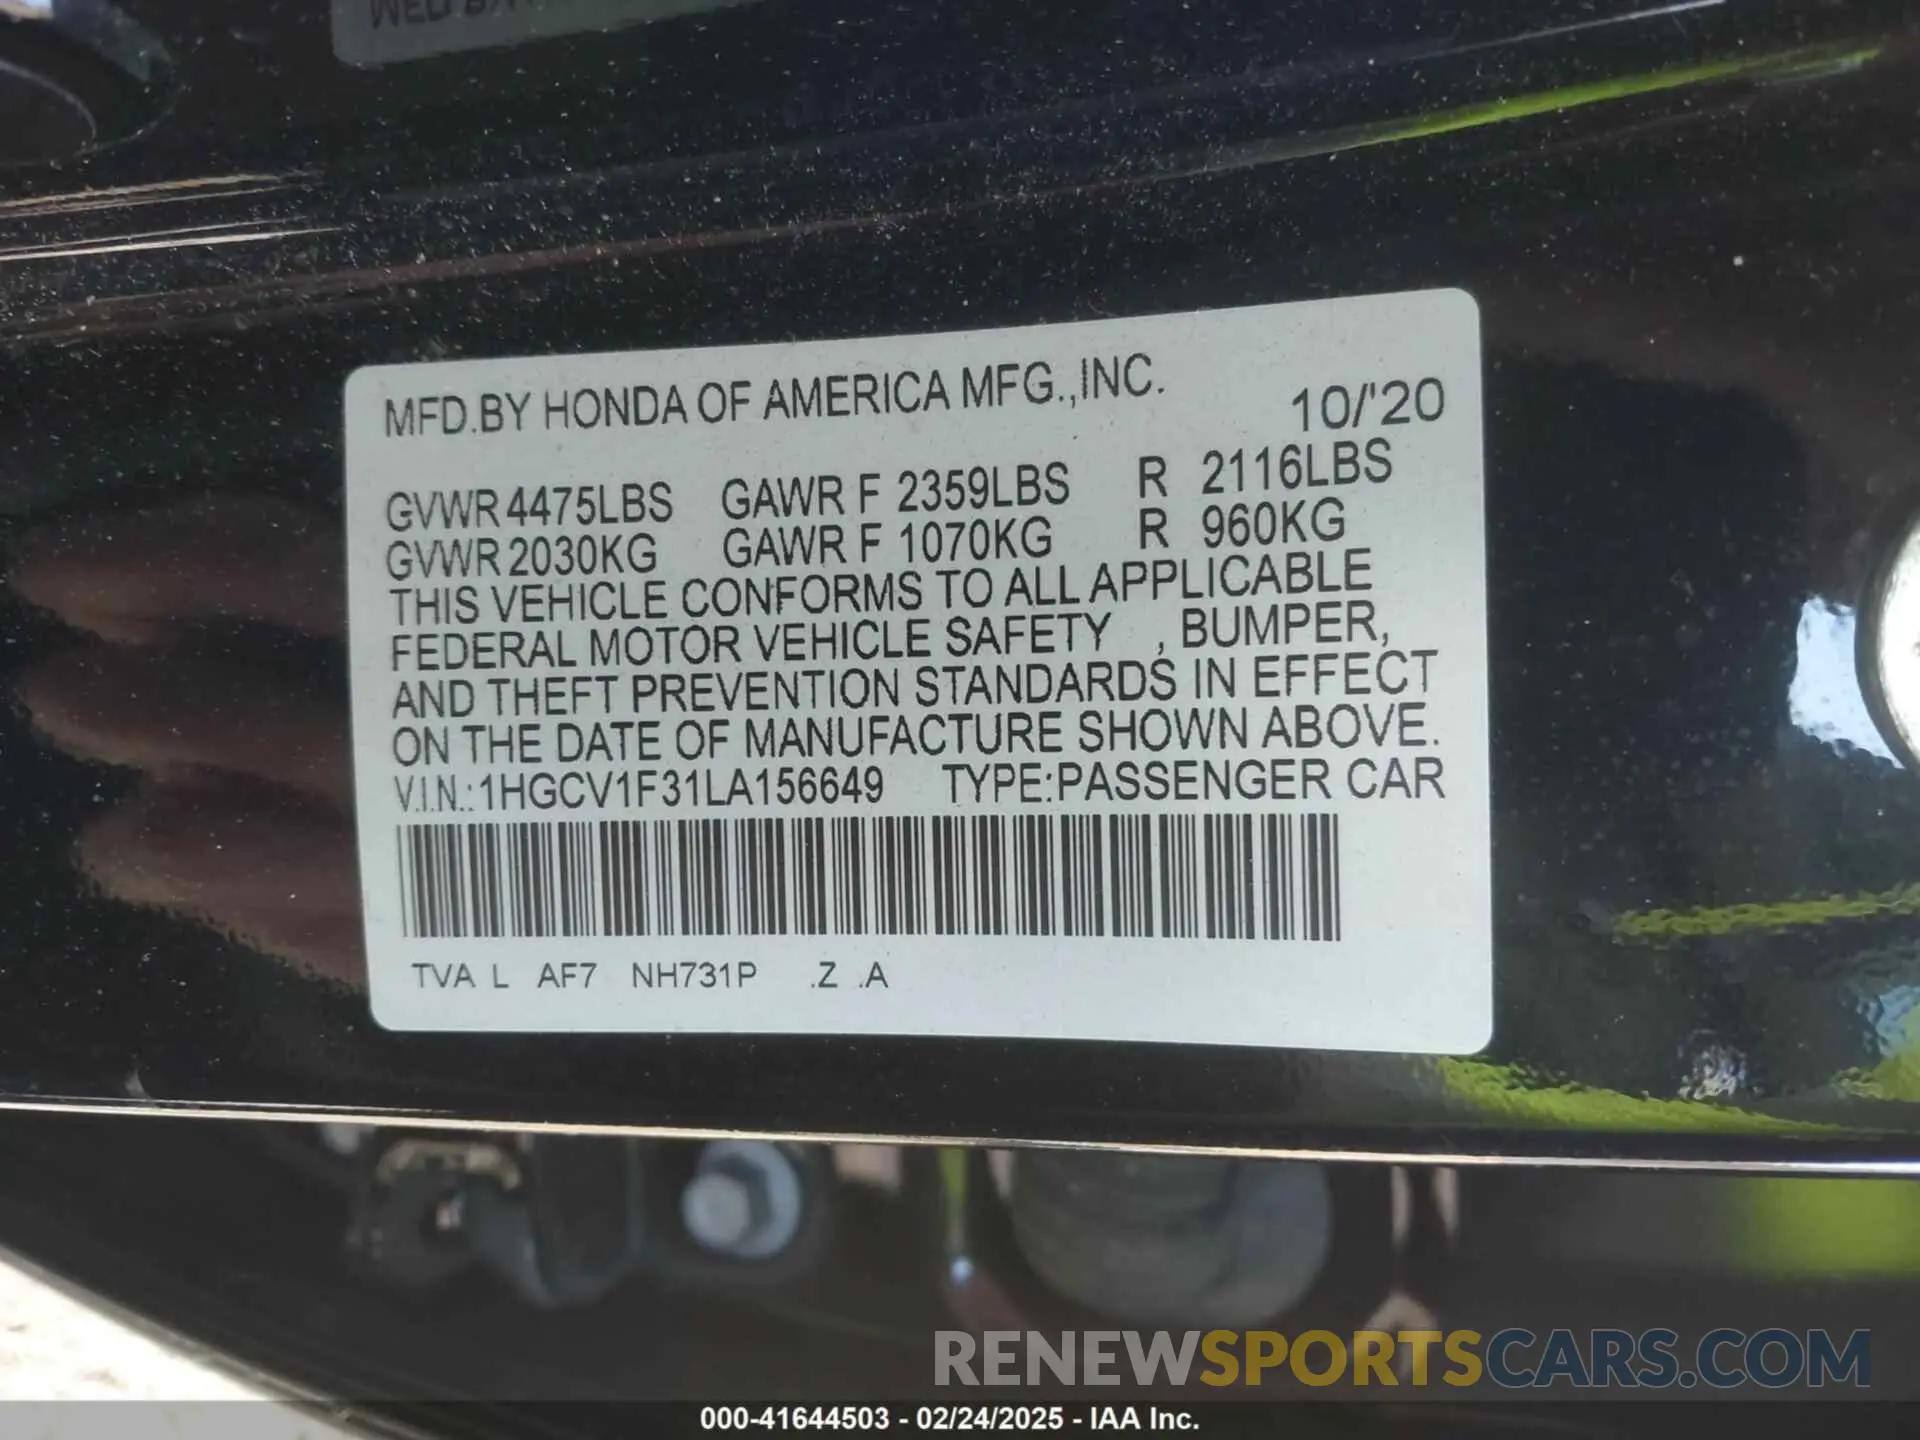 MFD.BY HONDA OF AMERICA MFG.,INC. 10/'20
GVWR 4475LBS GAWR F 2359LBS R 2116LBS
GVWR 2030KG GAWR F 1070KG R 960KG
THIS VEHICLE CONFORMS TO ALL APPLICABLE
FEDERAL MOTOR VEHICLE SAFETY , BUMPER,
AND THEFT PREVENTION STANDARDS IN EFFECT
ON THE DATE OF MANUFACTURE SHOWN ABOVE.
V.I.N.: 1HGCV1F31LA156649 TYPE:PASSENGER CAR
TVA L AF7 NH731P .Z .A
RENEWSPORTSCARS.COM
000-41644503 - 02/24/2025 - IAA Inc.